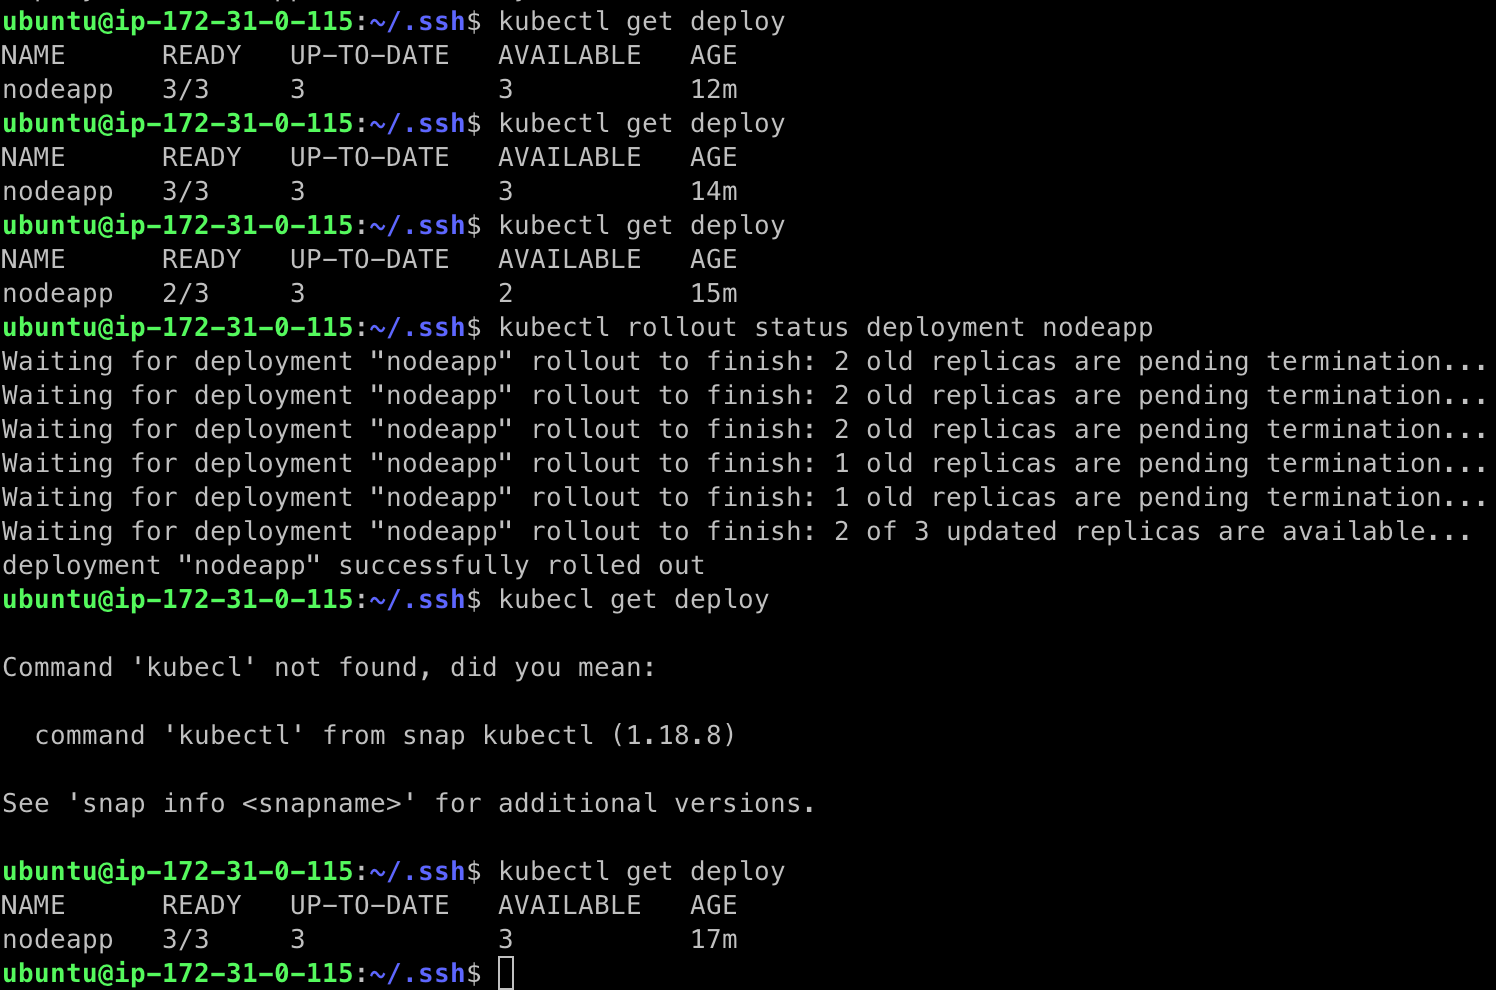 ubuntu@ip-172-31-0-115:~/.ssh$ kubectl get deploy
NAME      READY   UP-TO-DATE   AVAILABLE   AGE
nodeapp   3/3     3            3           12m
ubuntu@ip-172-31-0-115:~/.ssh$ kubectl get deploy
NAME      READY   UP-TO-DATE   AVAILABLE   AGE
nodeapp   3/3     3            3           14m
ubuntu@ip-172-31-0-115:~/.ssh$ kubectl get deploy
NAME      READY   UP-TO-DATE   AVAILABLE   AGE
nodeapp   2/3     3            2           15m
ubuntu@ip-172-31-0-115:~/.ssh$ kubectl rollout status deployment nodeapp
Waiting for deployment "nodeapp" rollout to finish: 2 old replicas are pending termination...
Waiting for deployment "nodeapp" rollout to finish: 2 old replicas are pending termination...
Waiting for deployment "nodeapp" rollout to finish: 2 old replicas are pending termination...
Waiting for deployment "nodeapp" rollout to finish: 1 old replicas are pending termination...
Waiting for deployment "nodeapp" rollout to finish: 1 old replicas are pending termination...
Waiting for deployment "nodeapp" rollout to finish: 2 of 3 updated replicas are available...
deployment "nodeapp" successfully rolled out
ubuntu@ip-172-31-0-115:~/.ssh$ kubecl get deploy
Command 'kubecl' not found, did you mean:
  command 'kubectl' from snap kubectl (1.18.8)
See 'snap info <snapname>' for additional versions.
ubuntu@ip-172-31-0-115:~/.ssh$ kubectl get deploy
NAME      READY   UP-TO-DATE   AVAILABLE   AGE
nodeapp   3/3     3            3           17m
ubuntu@ip-172-31-0-115:~/.ssh$